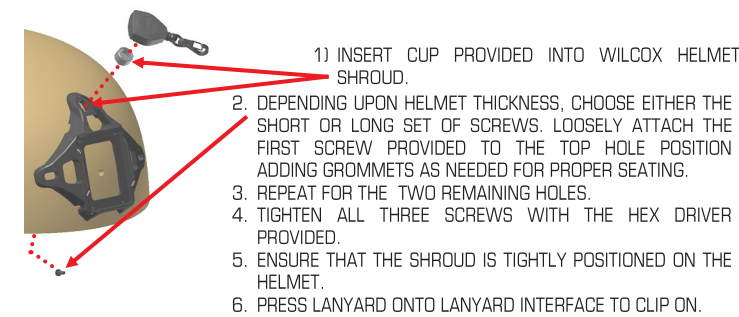 1) INSERT CUP PROVIDED INTO WILCOX HELMET
SHROUD.
2. DEPENDING UPON HELMET THICKNESS, CHOOSE EITHER THE
SHORT OR LONG SET OF SCREWS. LOOSELY ATTACH THE
FIRST SCREW PROVIDED TO THE TOP HOLE POSITION
ADDING GROMMETS AS NEEDED FOR PROPER SEATING.
3. REPEAT FOR THE TWO REMAINING HOLES.
4. TIGHTEN ALL THREE SCREWS WITH THE HEX DRIVER
PROVIDED.
5. ENSURE THAT THE SHROUD IS TIGHTLY POSITIONED ON THE
HELMET.
6. PRESS LANYARD ONTO LANYARD INTERFACE TO CLIP ON.